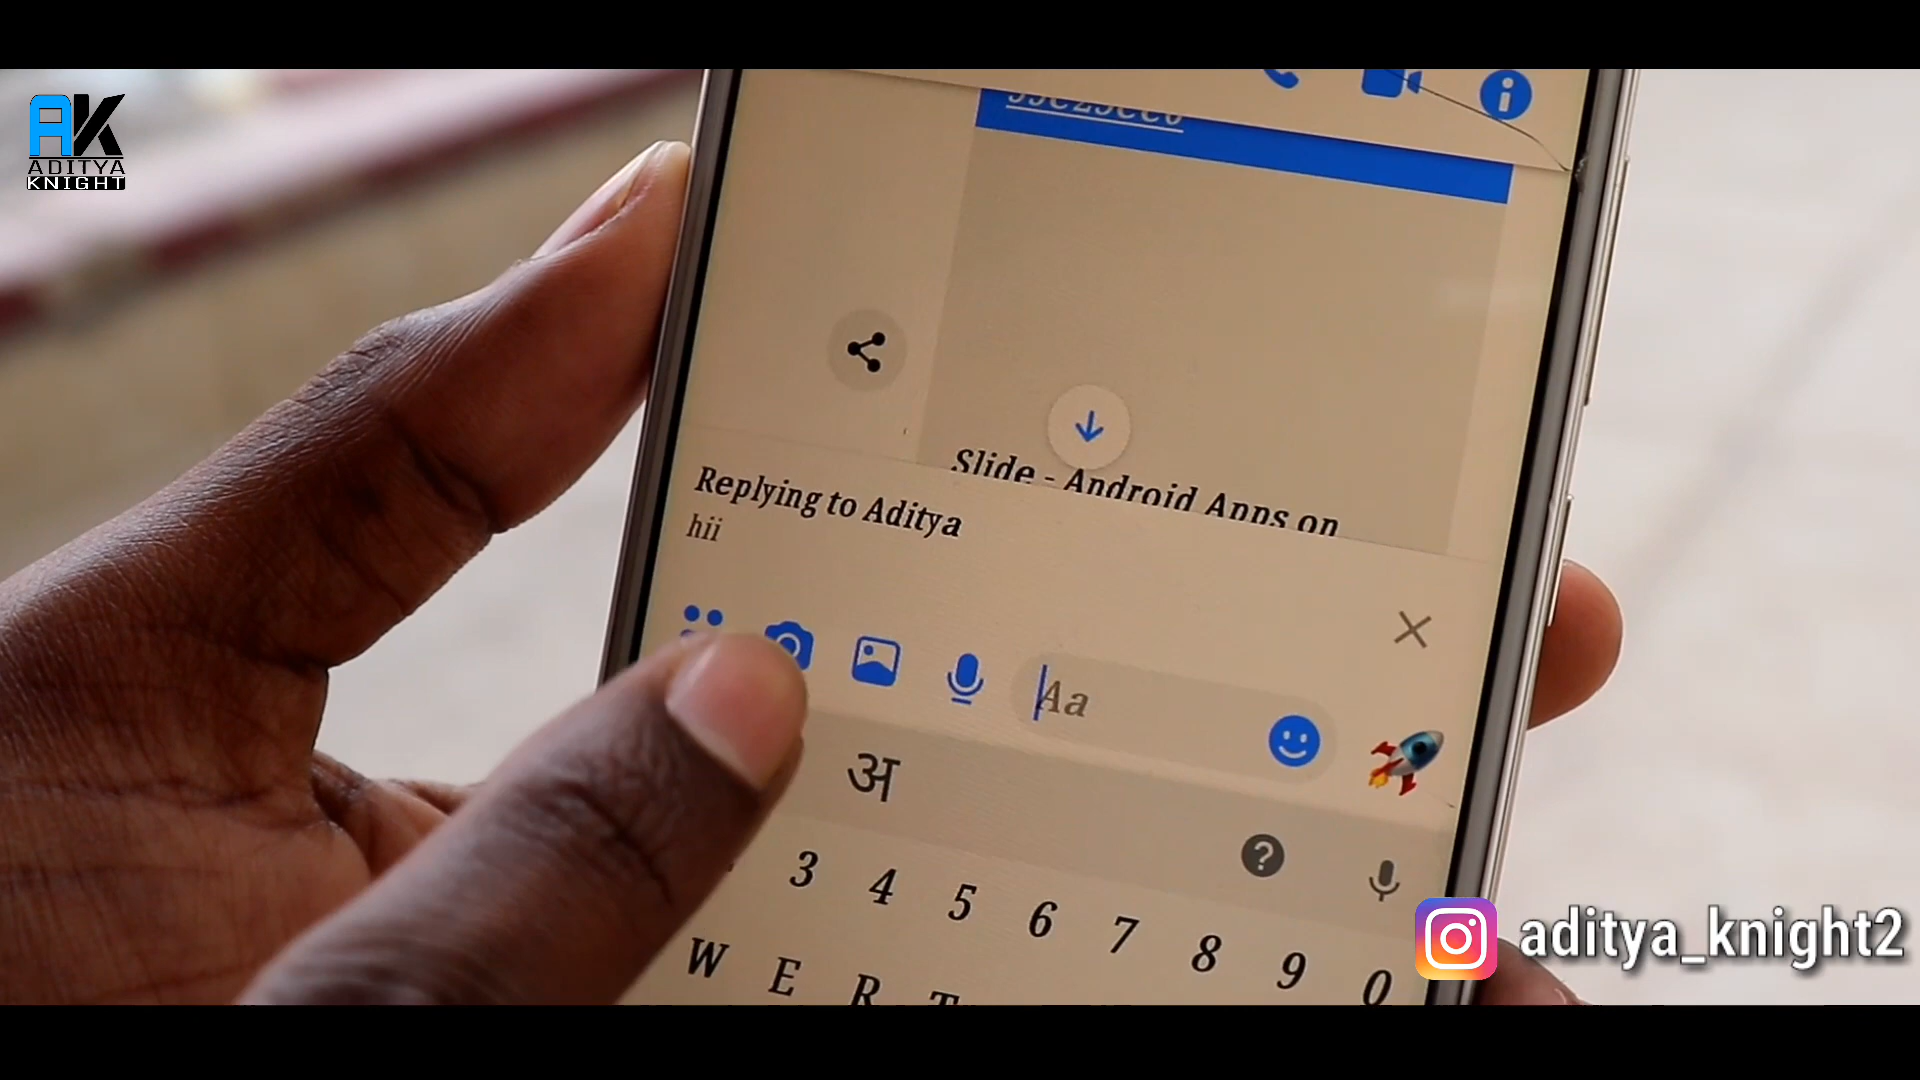 AK
ADITYA
KNIGHT
Slide - Android Apps on
Replying to Aditya
hii
Aa
अ
3 4 5 6 7 8 9 0
W E R T
aditya_knight2